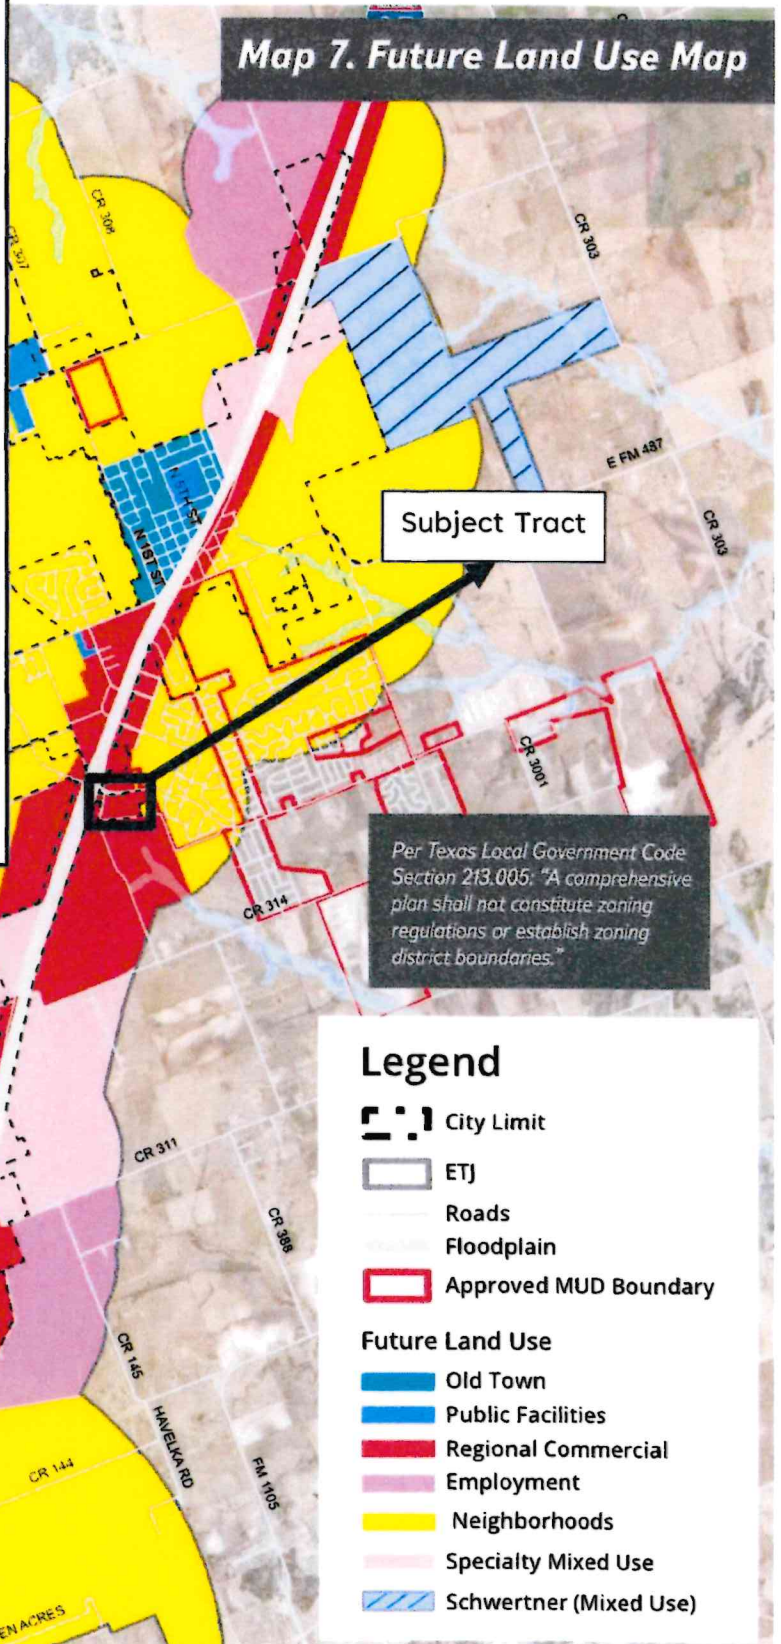 Map 7. Future Land Use Map
CR 308
CR 307
CR 303
E FM 487
CR 303
N 5TH ST
N 1ST ST
Subject Tract
CR 3001
Per Texas Local Government Code
Section 213.005: "A comprehensive
plan shall not constitute zoning
regulations or establish zoning
district boundaries."
CR 314
CR 311
CR 388
CR 145
HAVELKA RD
CR 144
FM 1105
EN ACRES
Legend
City Limit
ETJ
Roads
Floodplain
Approved MUD Boundary
Future Land Use
Old Town
Public Facilities
Regional Commercial
Employment
Neighborhoods
Specialty Mixed Use
Schwertner (Mixed Use)